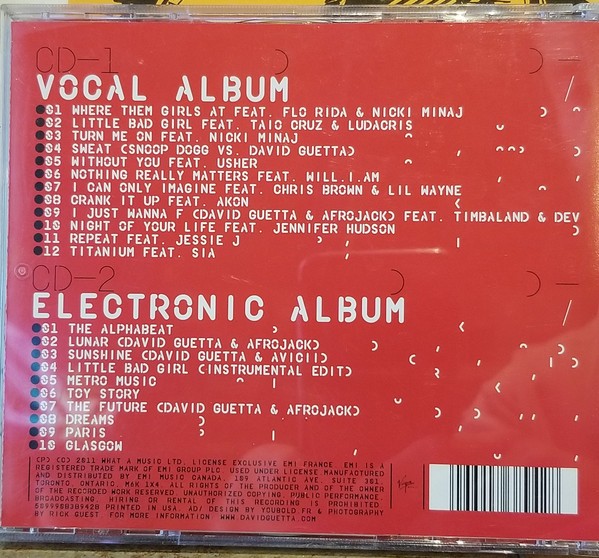 CD-1
VOCAL ALBUM
01 WHERE THEM GIRLS AT FEAT. FLO RIDA & NICKI MINAJ
02 LITTLE BAD GIRL FEAT. TAIO CRUZ & LUDACRIS
03 TURN ME ON FEAT. NICKI MINAJ
04 SWEAT (SNOOP DOGG VS. DAVID GUETTA)
05 WITHOUT YOU FEAT. USHER
06 NOTHING REALLY MATTERS FEAT. WILL.I.AM
07 I CAN ONLY IMAGINE FEAT. CHRIS BROWN & LIL WAYNE
08 CRANK IT UP FEAT. AKON
09 I JUST WANNA F (DAVID GUETTA & AFROJACK) FEAT. TIMBALAND & DEV
10 NIGHT OF YOUR LIFE FEAT. JENNIFER HUDSON
11 REPEAT FEAT. JESSIE J
12 TITANIUM FEAT. SIA
CD-2
ELECTRONIC ALBUM
01 THE ALPHABEAT
02 LUNAR (DAVID GUETTA & AFROJACK)
03 SUNSHINE (DAVID GUETTA & AVICII)
04 LITTLE BAD GIRL (INSTRUMENTAL EDIT)
05 METRO MUSIC
06 TOY STORY
07 THE FUTURE (DAVID GUETTA & AFROJACK)
08 DREAMS
09 PARIS
10 GLASGOW
(P) (C) 2011 WHAT A MUSIC LTD. LICENSE EXCLUSIVE EMI FRANCE. EMI IS A
REGISTERED TRADE MARK OF EMI GROUP PLC. USED UNDER LICENSE MANUFACTURED
AND DISTRIBUTED BY EMI MUSIC CANADA, 109 ATLANTIC AVE. SUITE 301,
TORONTO, ONTARIO, M6K 1X4. ALL RIGHTS OF THE PRODUCER AND OF THE OWNER
OF THE RECORDED WORK RESERVED. UNAUTHORIZED COPYING, PUBLIC PERFORMANCE,
BROADCASTING, HIRING OR RENTAL OF THIS RECORDING IS PROHIBITED.
5099908389428 PRINTED IN USA. AD/ DESIGN BY YOUBOLD.FR & PHOTOGRAPHY
BY RICK GUEST FOR MORE INFORMATION: WWW.DAVIDGUETTA.COM
Virgin